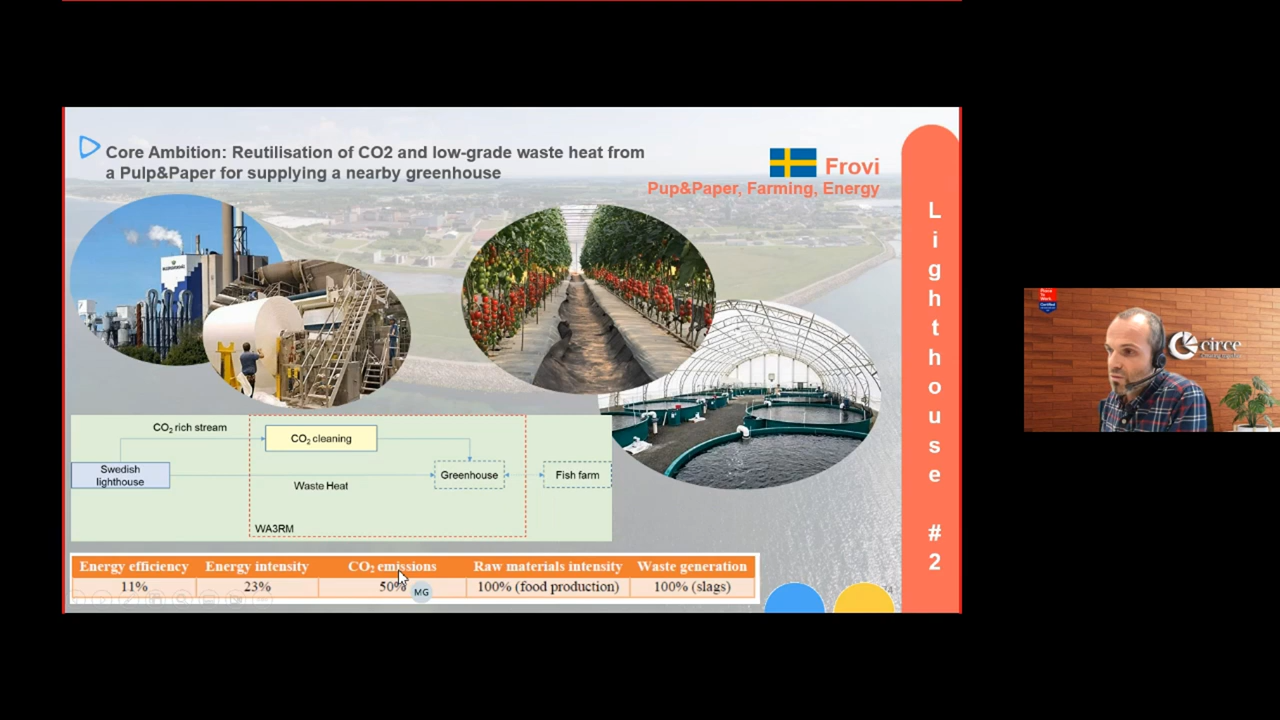 Core Ambition: Reutilisation of CO2 and low-grade waste heat from
a Pulp&Paper for supplying a nearby greenhouse
Frovi
Pup&Paper, Farming, Energy
Lighthouse #2
CO₂ rich stream
CO₂ cleaning
Swedish
lighthouse
Greenhouse
Fish farm
Waste Heat
WA3RM
Energy efficiency Energy intensity CO₂ emissions Raw materials intensity Waste generation
11% 23% 50% 100% (food production) 100% (slags)
MG
circe